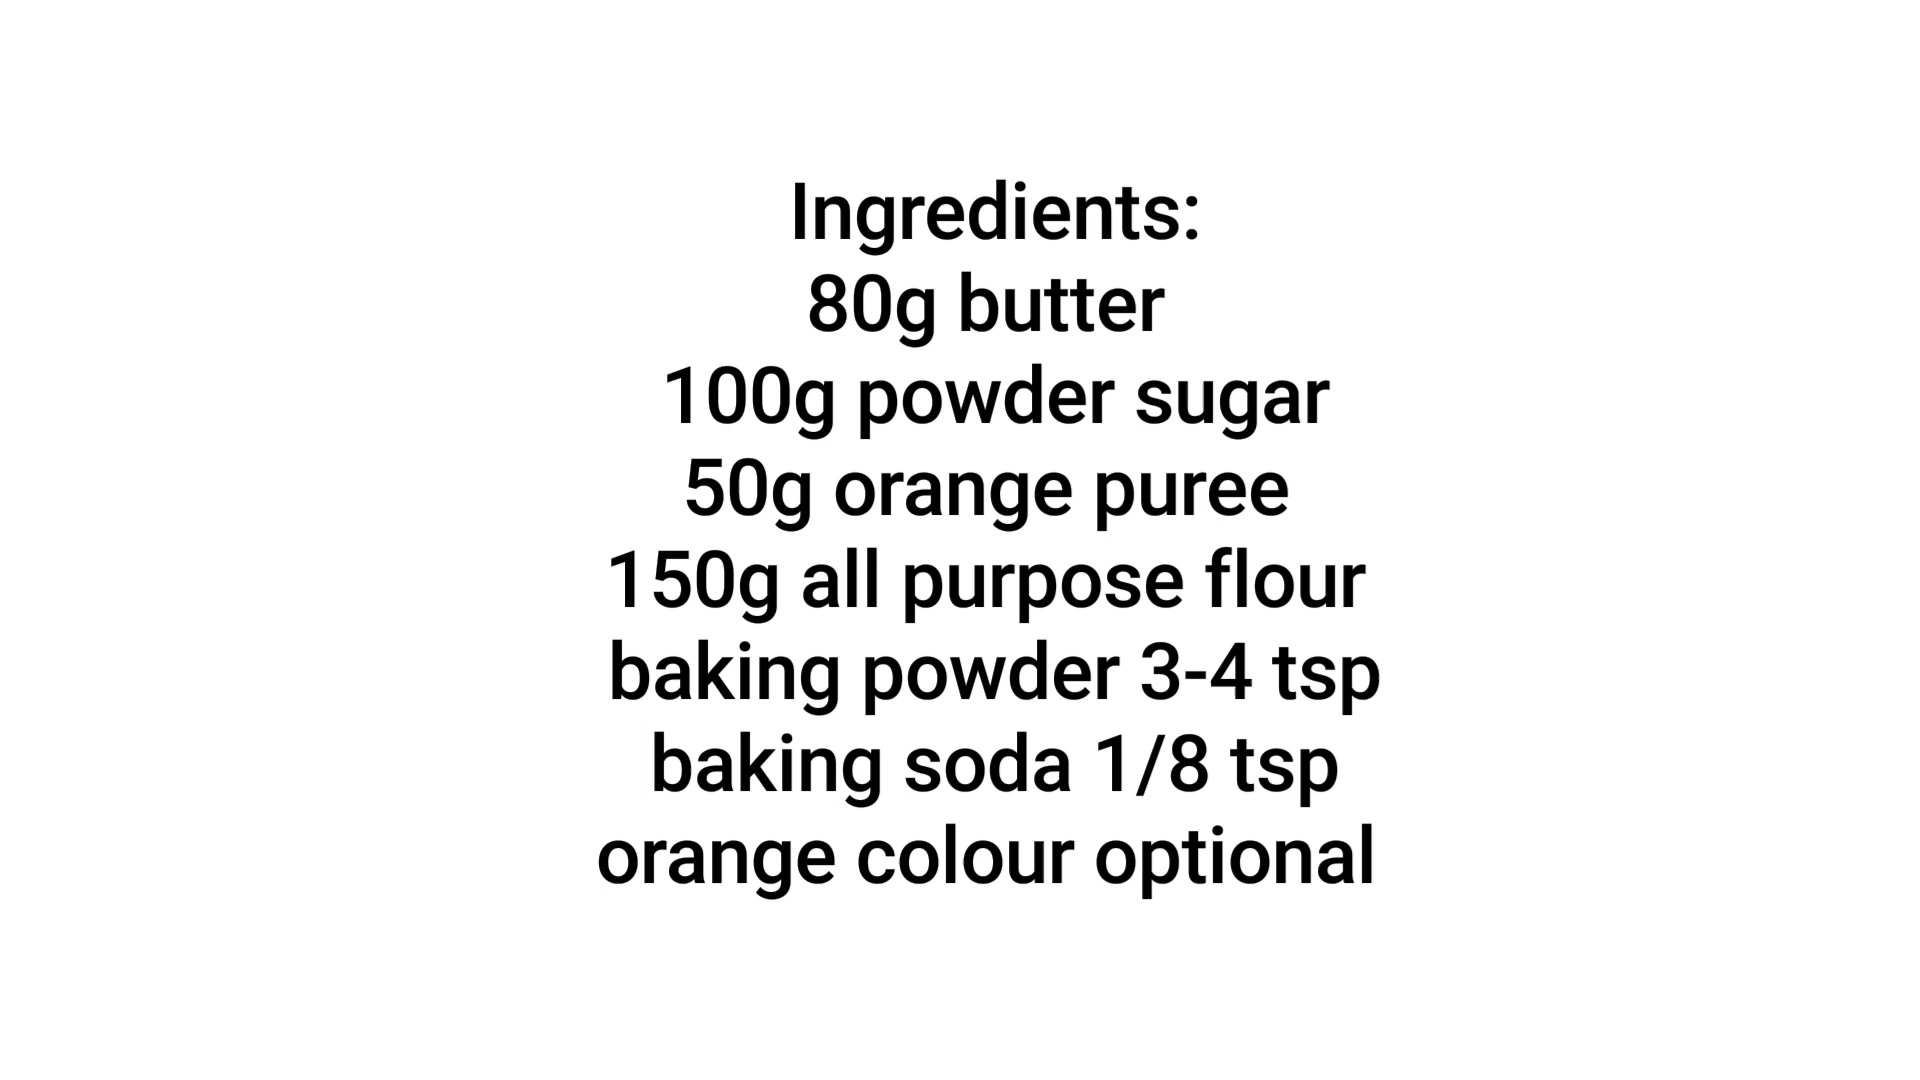 Ingredients:
80g butter
100g powder sugar
50g orange puree
150g all purpose flour
baking powder 3-4 tsp
baking soda 1/8 tsp
orange colour optional